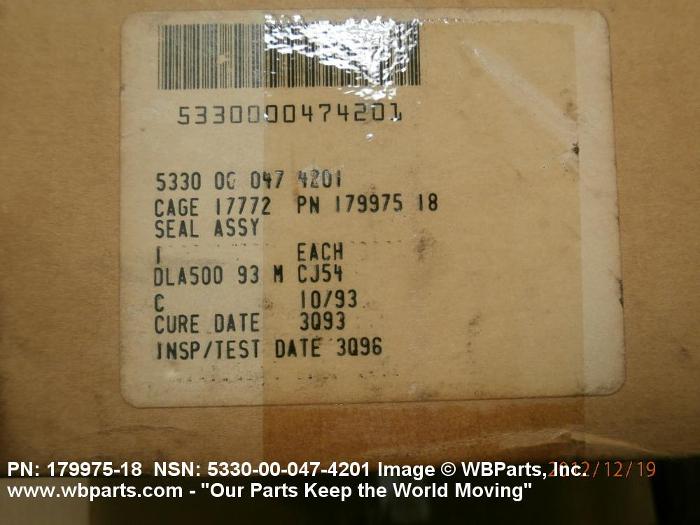 5330000474201
5330 00 047 4201
CAGE 17772 PN 179975 18
SEAL ASSY
1 EACH
DLA500 93 M CJ54
C 10/93
CURE DATE 3Q93
INSP/TEST DATE 3Q96
PN: 179975-18 NSN: 5330-00-047-4201 Image © WBParts, Inc.
2012/12/19
www.wbparts.com - "Our Parts Keep the World Moving"